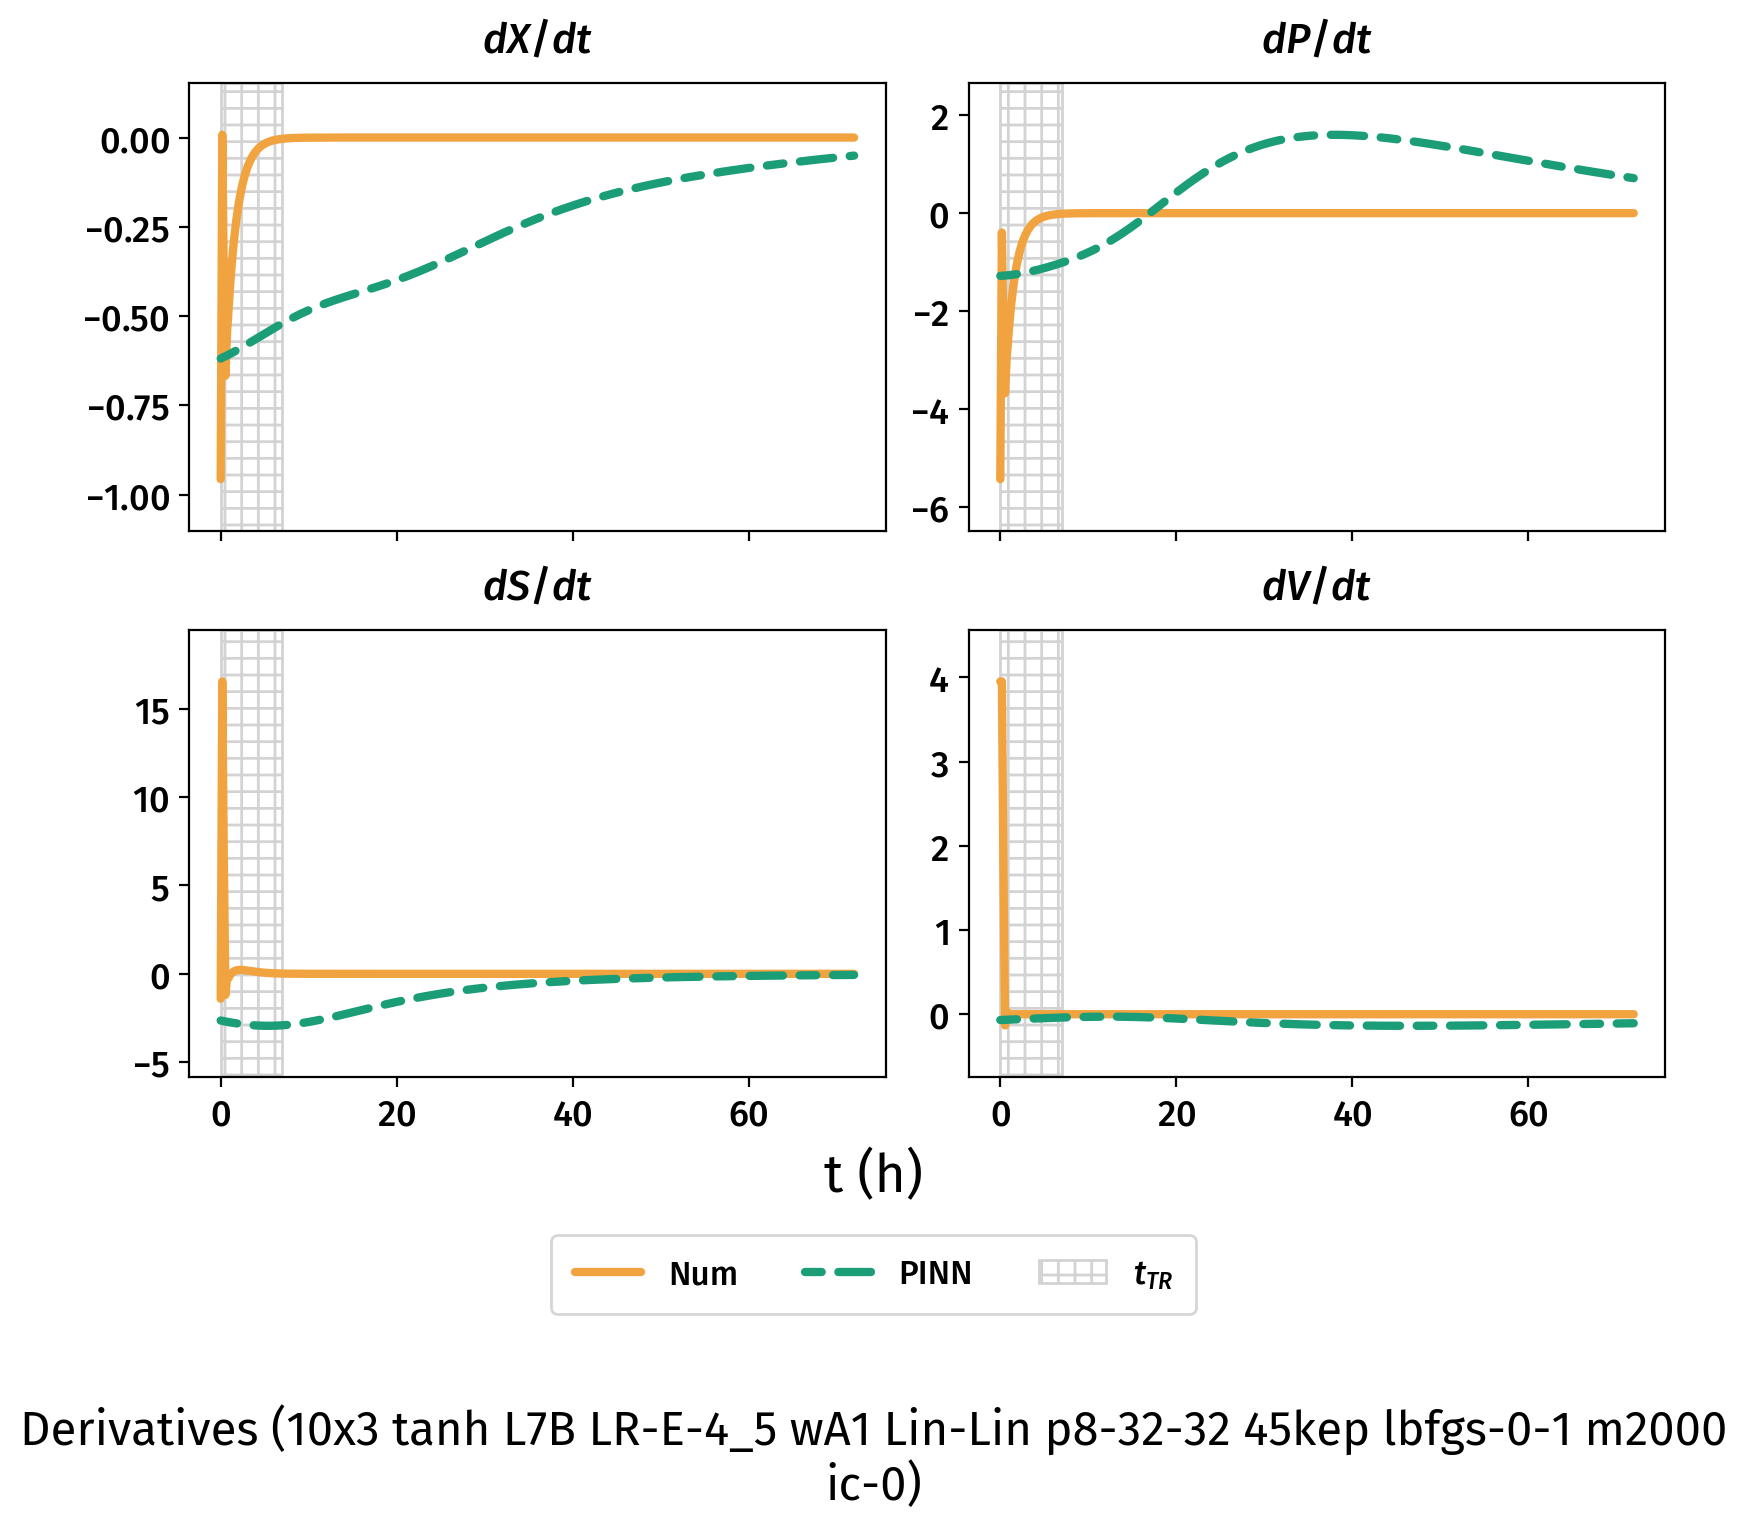 dX/dt
dP/dt
0.00
−0.25
−0.50
−0.75
−1.00
2
0
−2
−4
−6
dS/dt
dV/dt
15
10
5
0
−5
4
3
2
1
0
0 20 40 60
0 20 40 60
t (h)
Num PINN t_TR
Derivatives (10x3 tanh L7B LR-E-4_5 wA1 Lin-Lin p8-32-32 45kep lbfgs-0-1 m2000
ic-0)